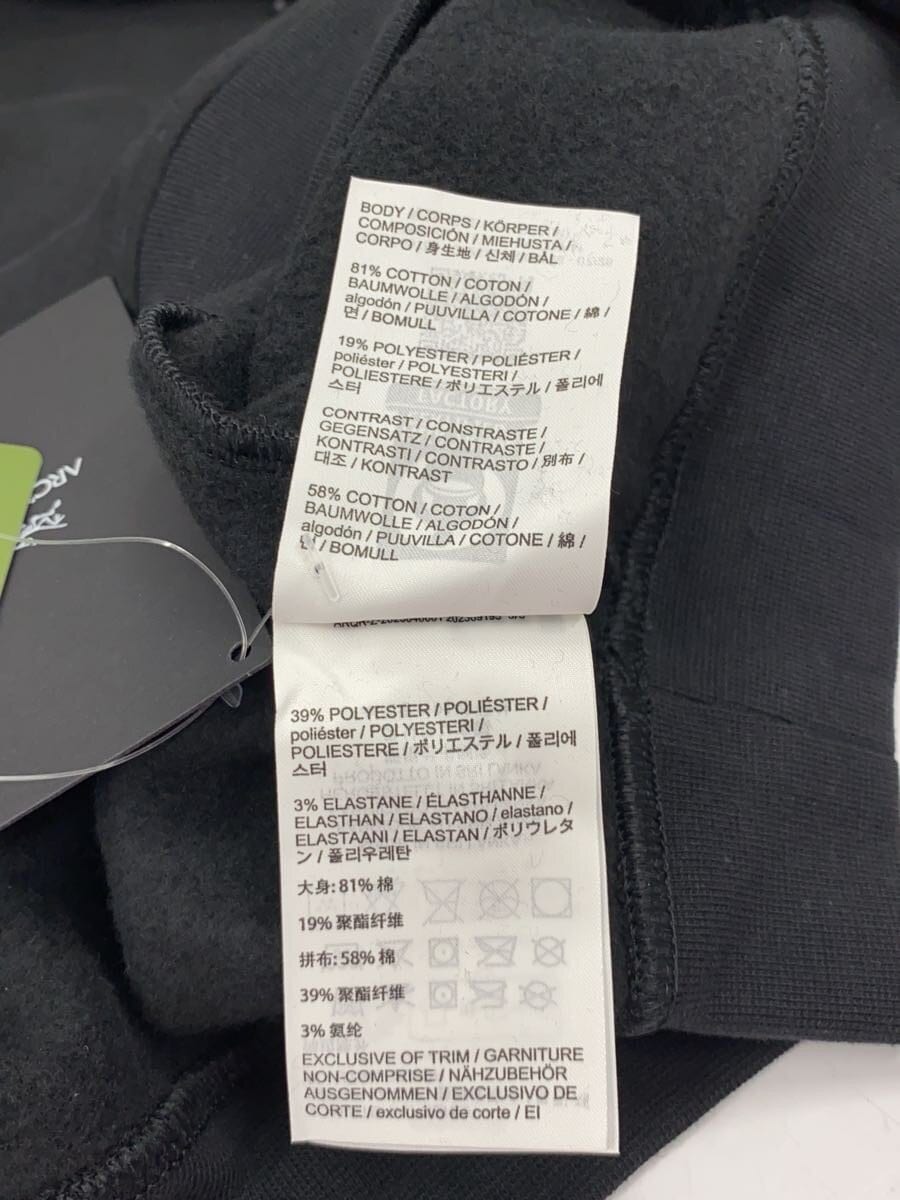 BODY / CORPS / KÖRPER /
COMPOSICIÓN / MIEHUSTA /
CORPO / 身生地 / 신체 / BÅL
81% COTTON / COTON /
BAUMWOLLE / ALGODÓN /
algodón / PUUVILLA / COTONE / 綿 /
면 / BOMULL
19% POLYESTER / POLIÉSTER /
poliéster / POLYESTERI /
POLIESTERE / ポリエステル / 폴리에
스터
CONTRAST / CONSTRASTE /
GEGENSATZ / CONTRASTE /
KONTRASTI / CONTRASTO / 別布 /
대조 / KONTRAST
58% COTTON / COTON /
BAUMWOLLE / ALGODÓN /
algodón / PUUVILLA / COTONE / 綿 /
면 / BOMULL
39% POLYESTER / POLIÉSTER /
poliéster / POLYESTERI /
POLIESTERE / ポリエステル / 폴리에
스터
3% ELASTANE / ÉLASTHANNE /
ELASTHAN / ELASTANO / elastano /
ELASTAANI / ELASTAN / ポリウレタ
ン / 폴리우레탄
大身: 81% 棉
19% 聚酯纤维
拼布: 58% 棉
39% 聚酯纤维
3% 氨纶
EXCLUSIVE OF TRIM / GARNITURE
NON-COMPRISE / NÄHZUBEHÖR
AUSGENOMMEN / EXCLUSIVO DE
CORTE / exclusivo de corte / EI
ARC